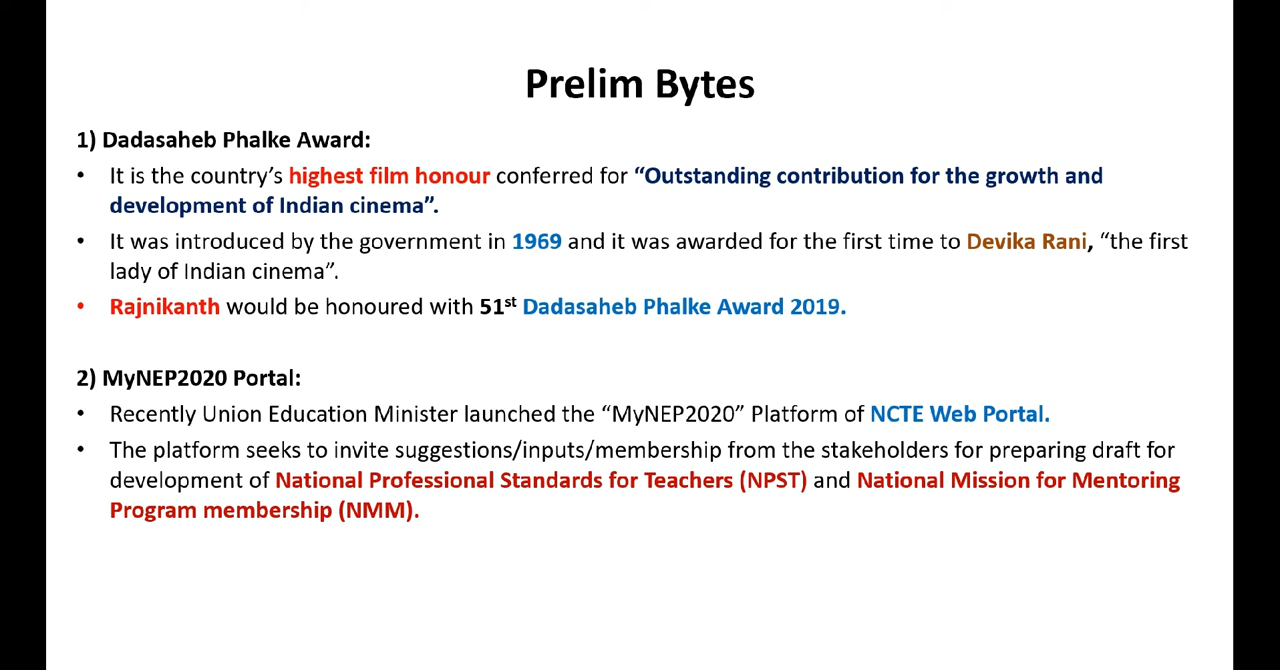 Prelim Bytes
1) Dadasaheb Phalke Award:
• It is the country’s highest film honour conferred for “Outstanding contribution for the growth and
development of Indian cinema”.
• It was introduced by the government in 1969 and it was awarded for the first time to Devika Rani, “the first
lady of Indian cinema”.
• Rajnikanth would be honoured with 51st Dadasaheb Phalke Award 2019.
2) MyNEP2020 Portal:
• Recently Union Education Minister launched the “MyNEP2020” Platform of NCTE Web Portal.
• The platform seeks to invite suggestions/inputs/membership from the stakeholders for preparing draft for
development of National Professional Standards for Teachers (NPST) and National Mission for Mentoring
Program membership (NMM).